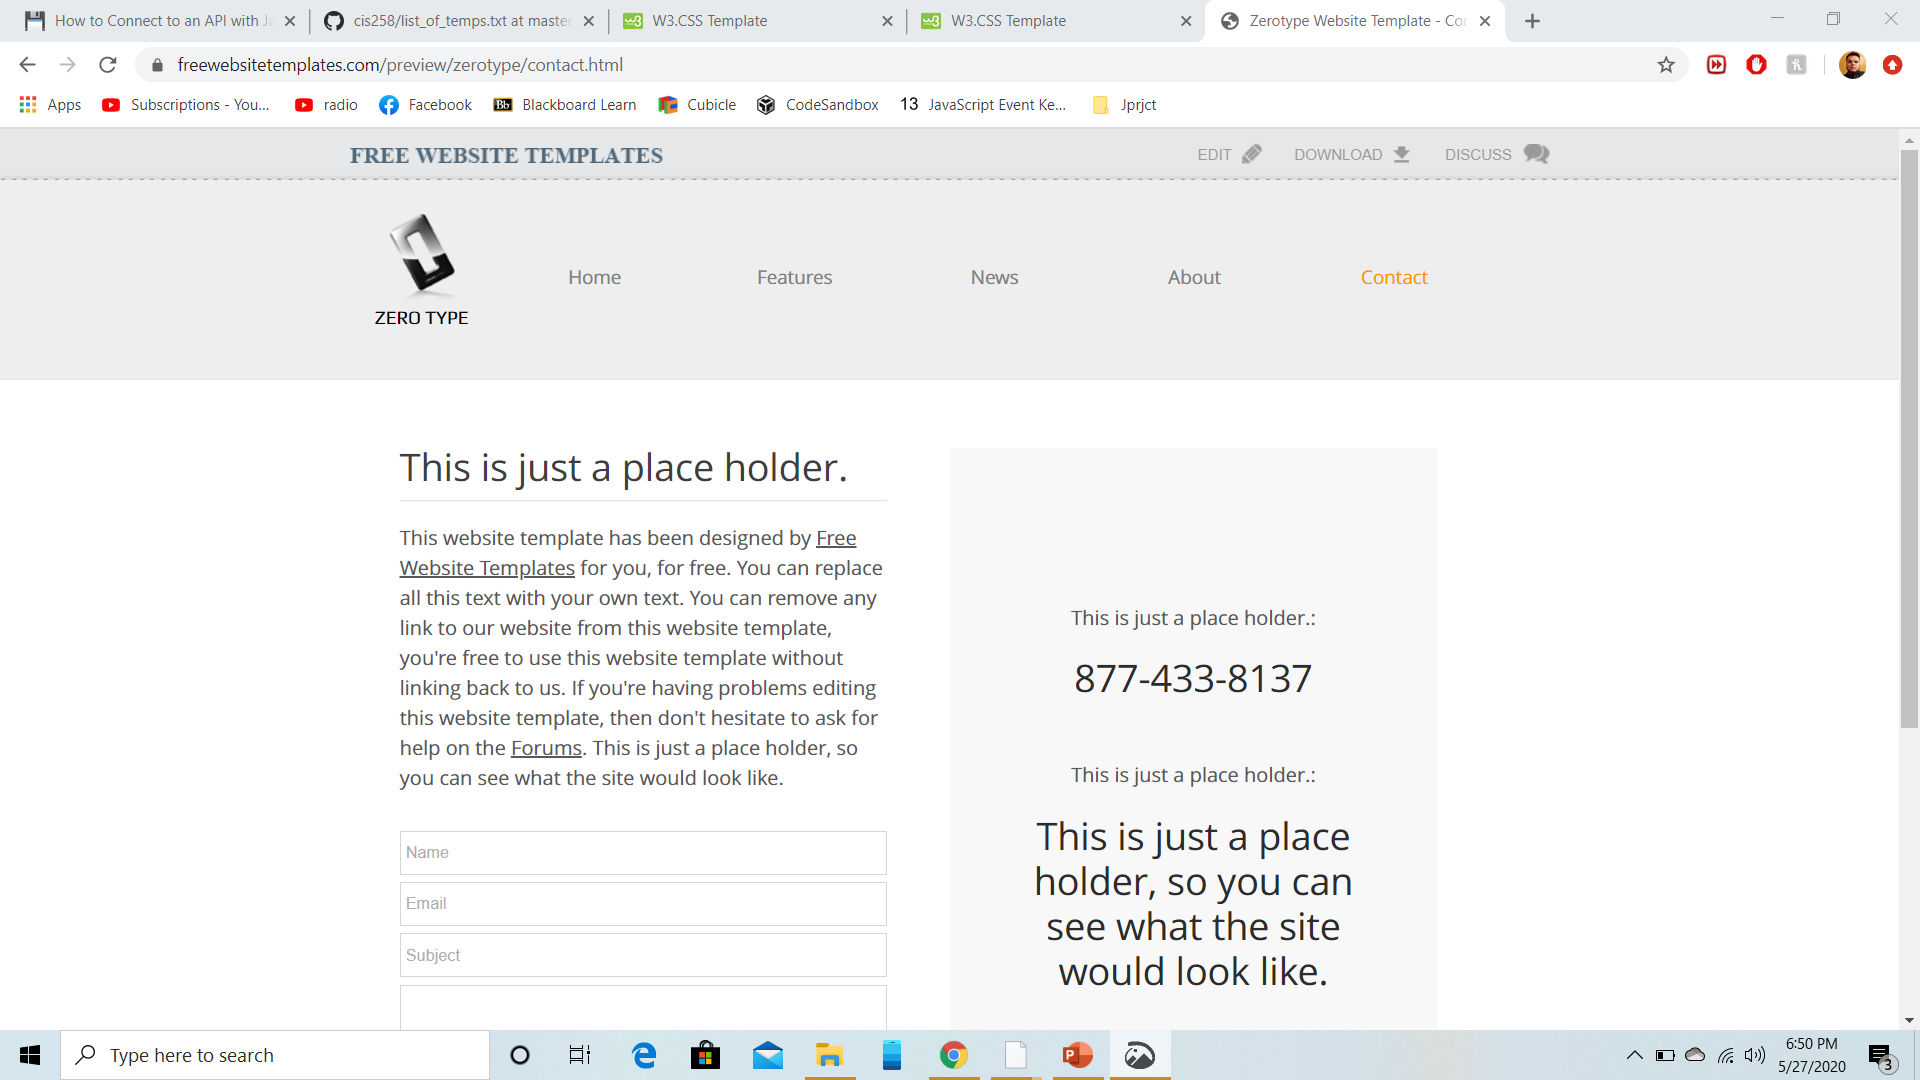 How to Connect to an API with Ja
cis258/list_of_temps.txt at master
W3.CSS Template
W3.CSS Template
Zerotype Website Template - Con
freewebsitetemplates.com/preview/zerotype/contact.html
Apps
Subscriptions - You...
radio
Facebook
Bb
Blackboard Learn
Cubicle
CodeSandbox
13
JavaScript Event Ke...
Jprjct
FREE WEBSITE TEMPLATES
EDIT
DOWNLOAD
DISCUSS
ZERO TYPE
Home
Features
News
About
Contact
This is just a place holder.
This website template has been designed by Free
Website Templates for you, for free. You can replace
all this text with your own text. You can remove any
link to our website from this website template,
you're free to use this website template without
linking back to us. If you're having problems editing
this website template, then don't hesitate to ask for
help on the Forums. This is just a place holder, so
you can see what the site would look like.
Name
Email
Subject
This is just a place holder.:
877-433-8137
This is just a place holder.:
This is just a place
holder, so you can
see what the site
would look like.
Type here to search
6:50 PM
5/27/2020
3